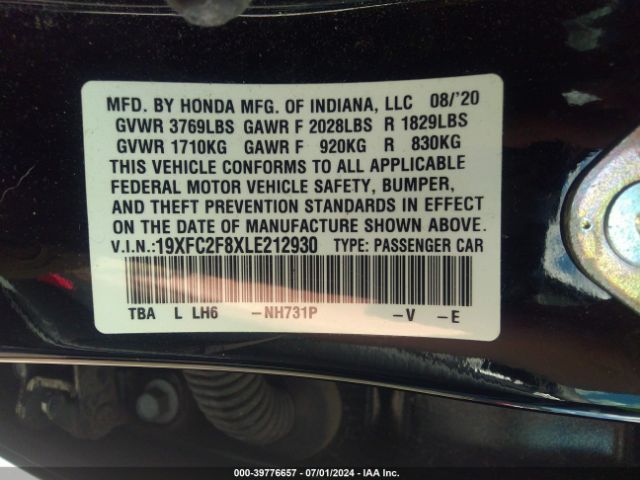 MFD. BY HONDA MFG. OF INDIANA, LLC 08/'20
GVWR 3769LBS GAWR F 2028LBS R 1829LBS
GVWR 1710KG GAWR F 920KG R 830KG
THIS VEHICLE CONFORMS TO ALL APPLICABLE
FEDERAL MOTOR VEHICLE SAFETY, BUMPER,
AND THEFT PREVENTION STANDARDS IN EFFECT
ON THE DATE OF MANUFACTURE SHOWN ABOVE.
V.I.N.:19XFC2F8XLE212930 TYPE: PASSENGER CAR
TBA L LH6 -NH731P -V -E
000-39776657 - 07/01/2024 - IAA Inc.